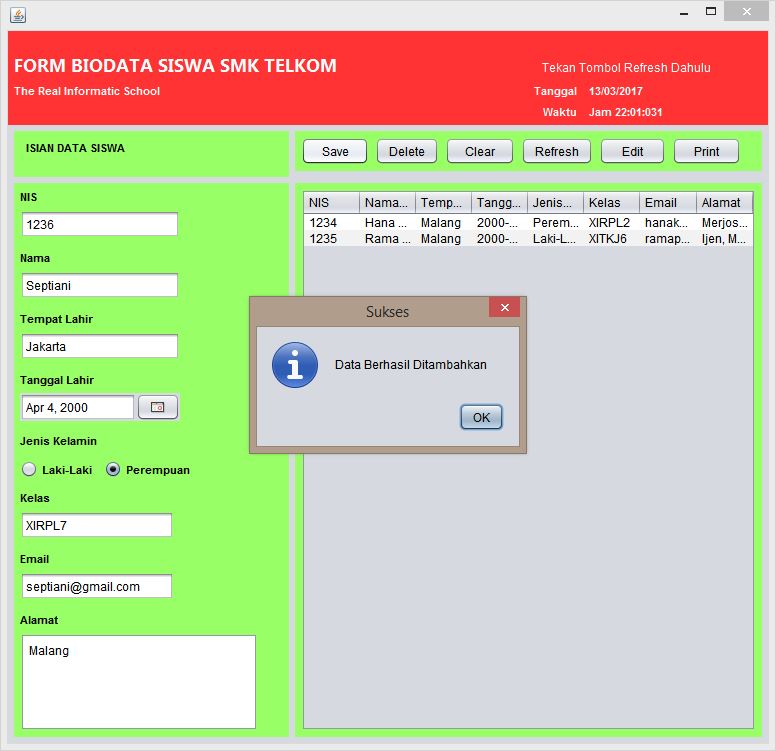 FORM BIODATA SISWA SMK TELKOM
The Real Informatic School
Tekan Tombol Refresh Dahulu
Tanggal 13/03/2017
Waktu Jam 22:01:031
ISIAN DATA SISWA
Save Delete Clear Refresh Edit Print
NIS
1236
Nama
Septiani
Tempat Lahir
Jakarta
Tanggal Lahir
Apr 4, 2000
Jenis Kelamin
Laki-Laki Perempuan
Kelas
XIRPL7
Email
septiani@gmail.com
Alamat
Malang
NIS Nama... Temp... Tangg... Jenis... Kelas Email Alamat
1234 Hana ... Malang 2000-... Perem... XIRPL2 hanak... Merjos...
1235 Rama ... Malang 2000-... Laki-L... XITKJ6 ramap... Ijen, M...
Sukses
Data Berhasil Ditambahkan
OK